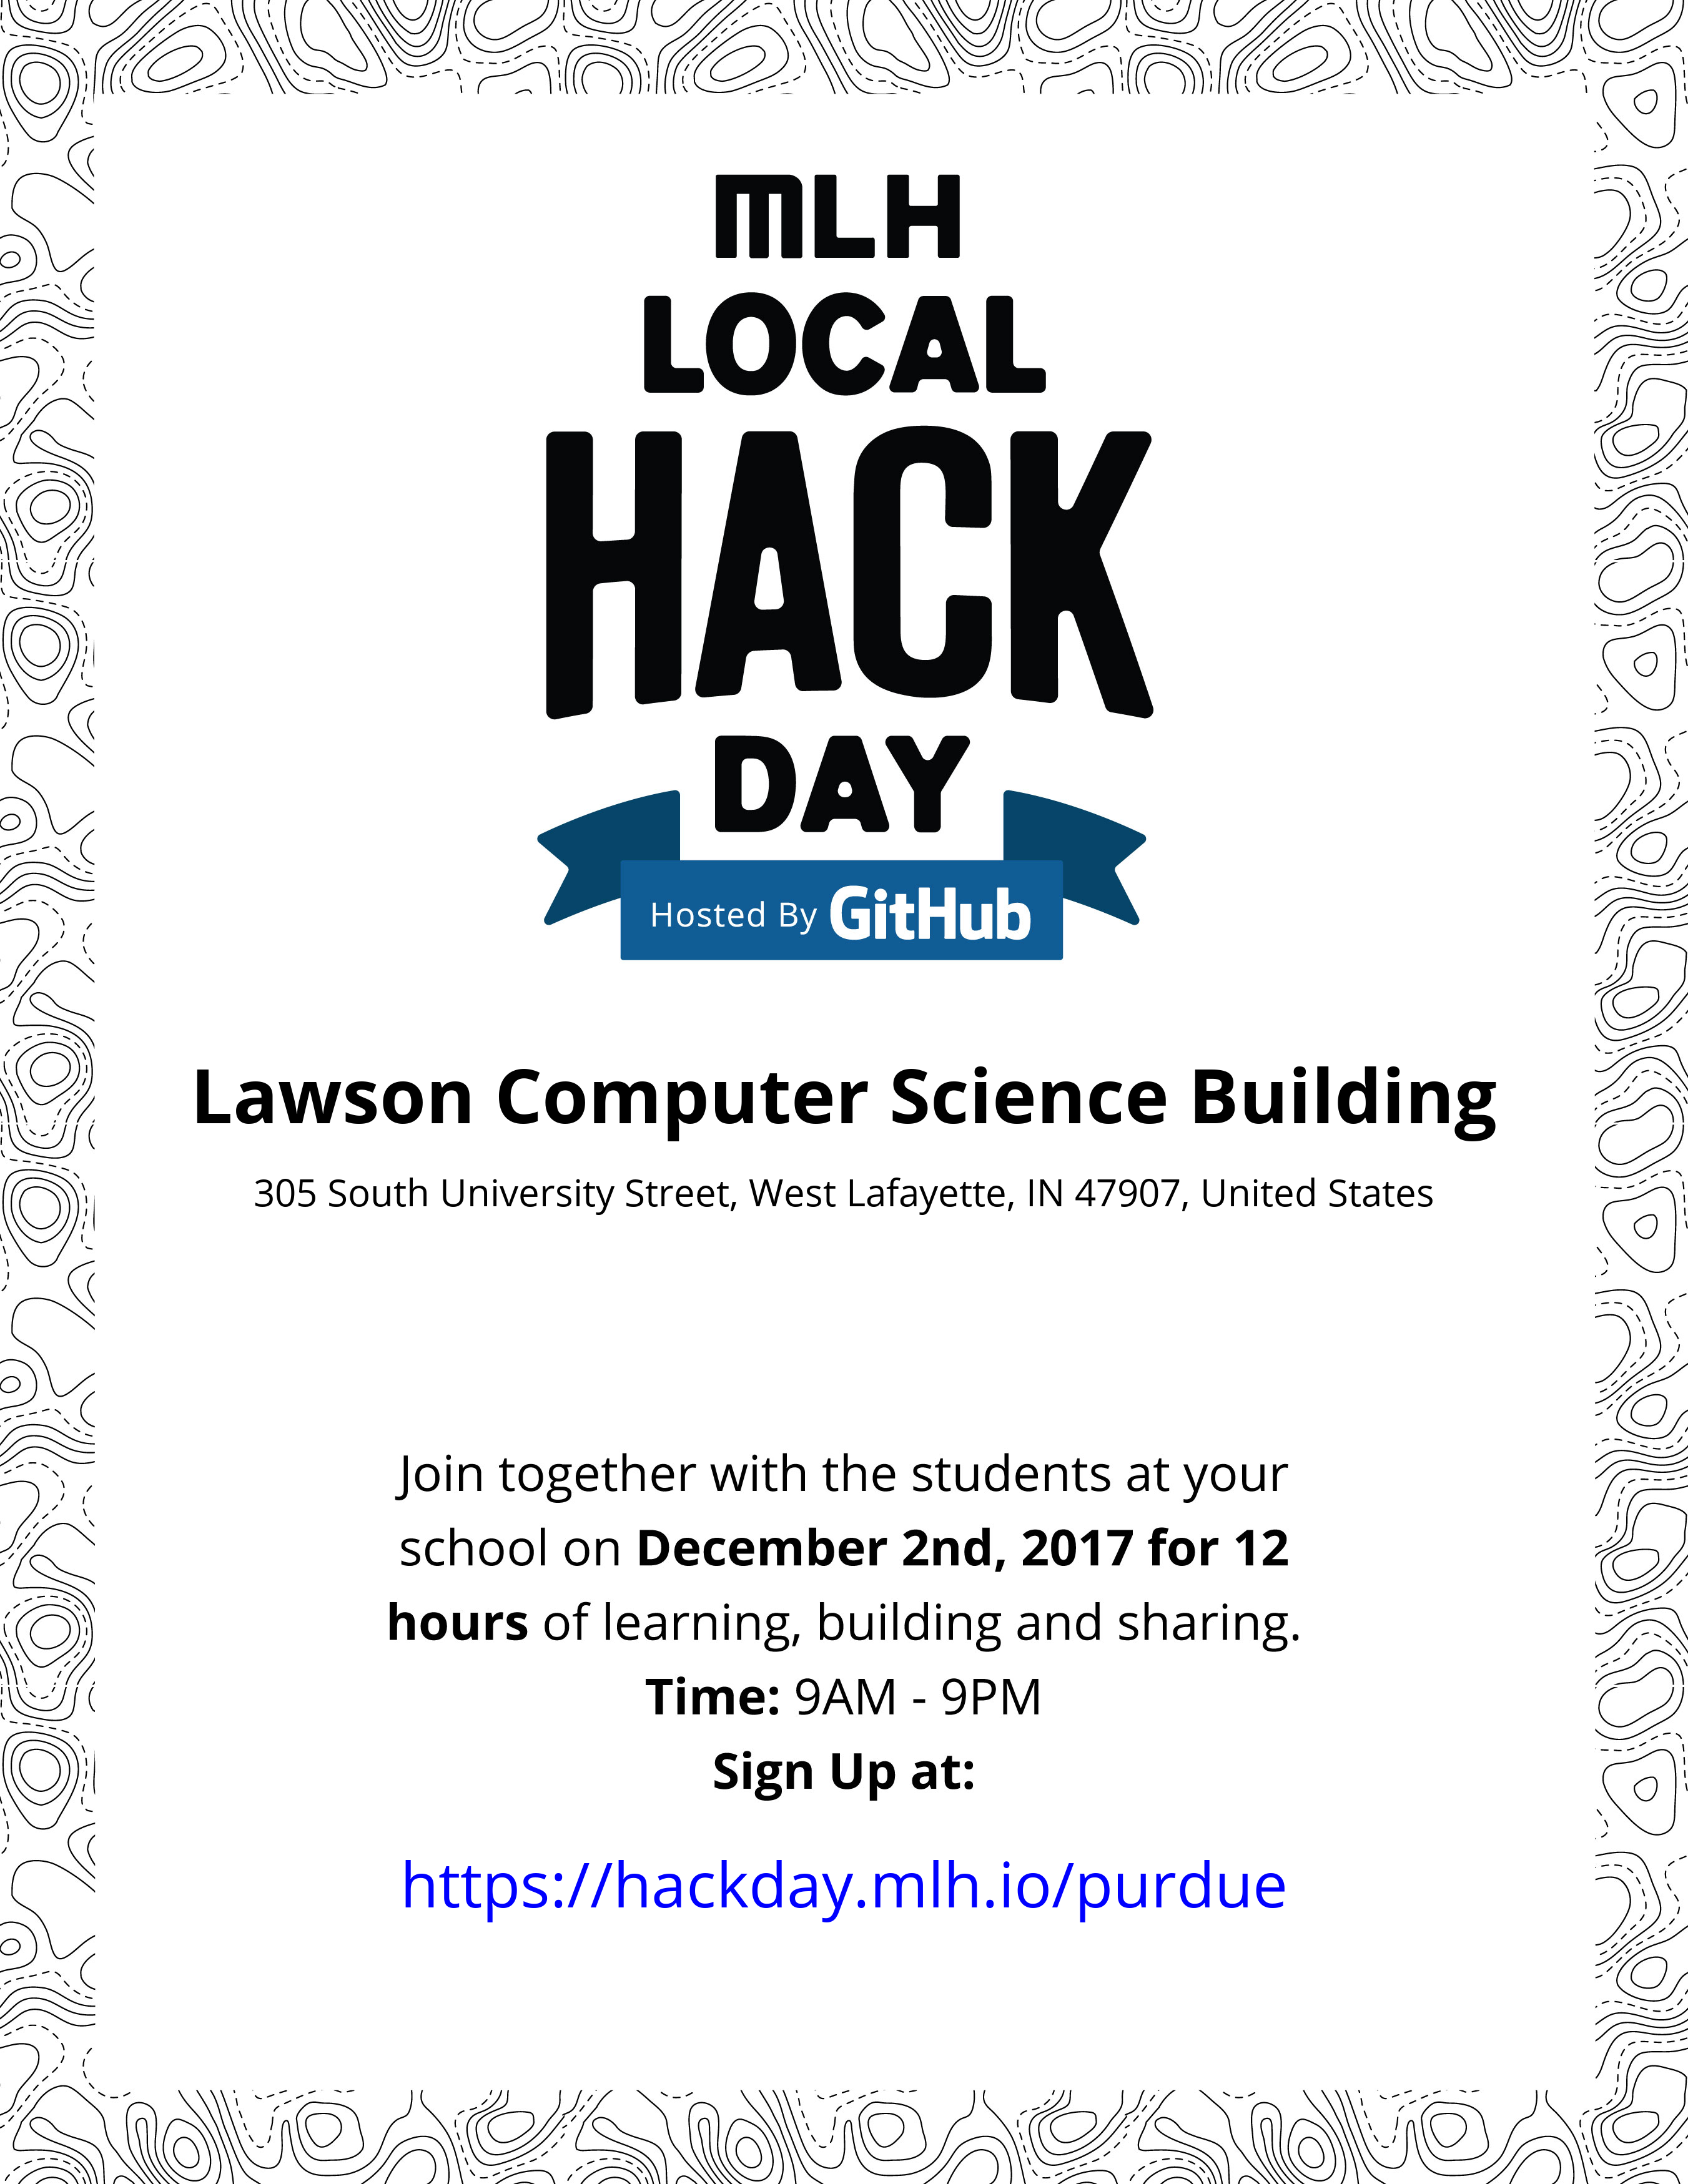 MLH
LOCAL
HACK
DAY
Hosted By GitHub
Lawson Computer Science Building
305 South University Street, West Lafayette, IN 47907, United States
Join together with the students at your
school on December 2nd, 2017 for 12
hours of learning, building and sharing.
Time: 9AM - 9PM
Sign Up at:
https://hackday.mlh.io/purdue